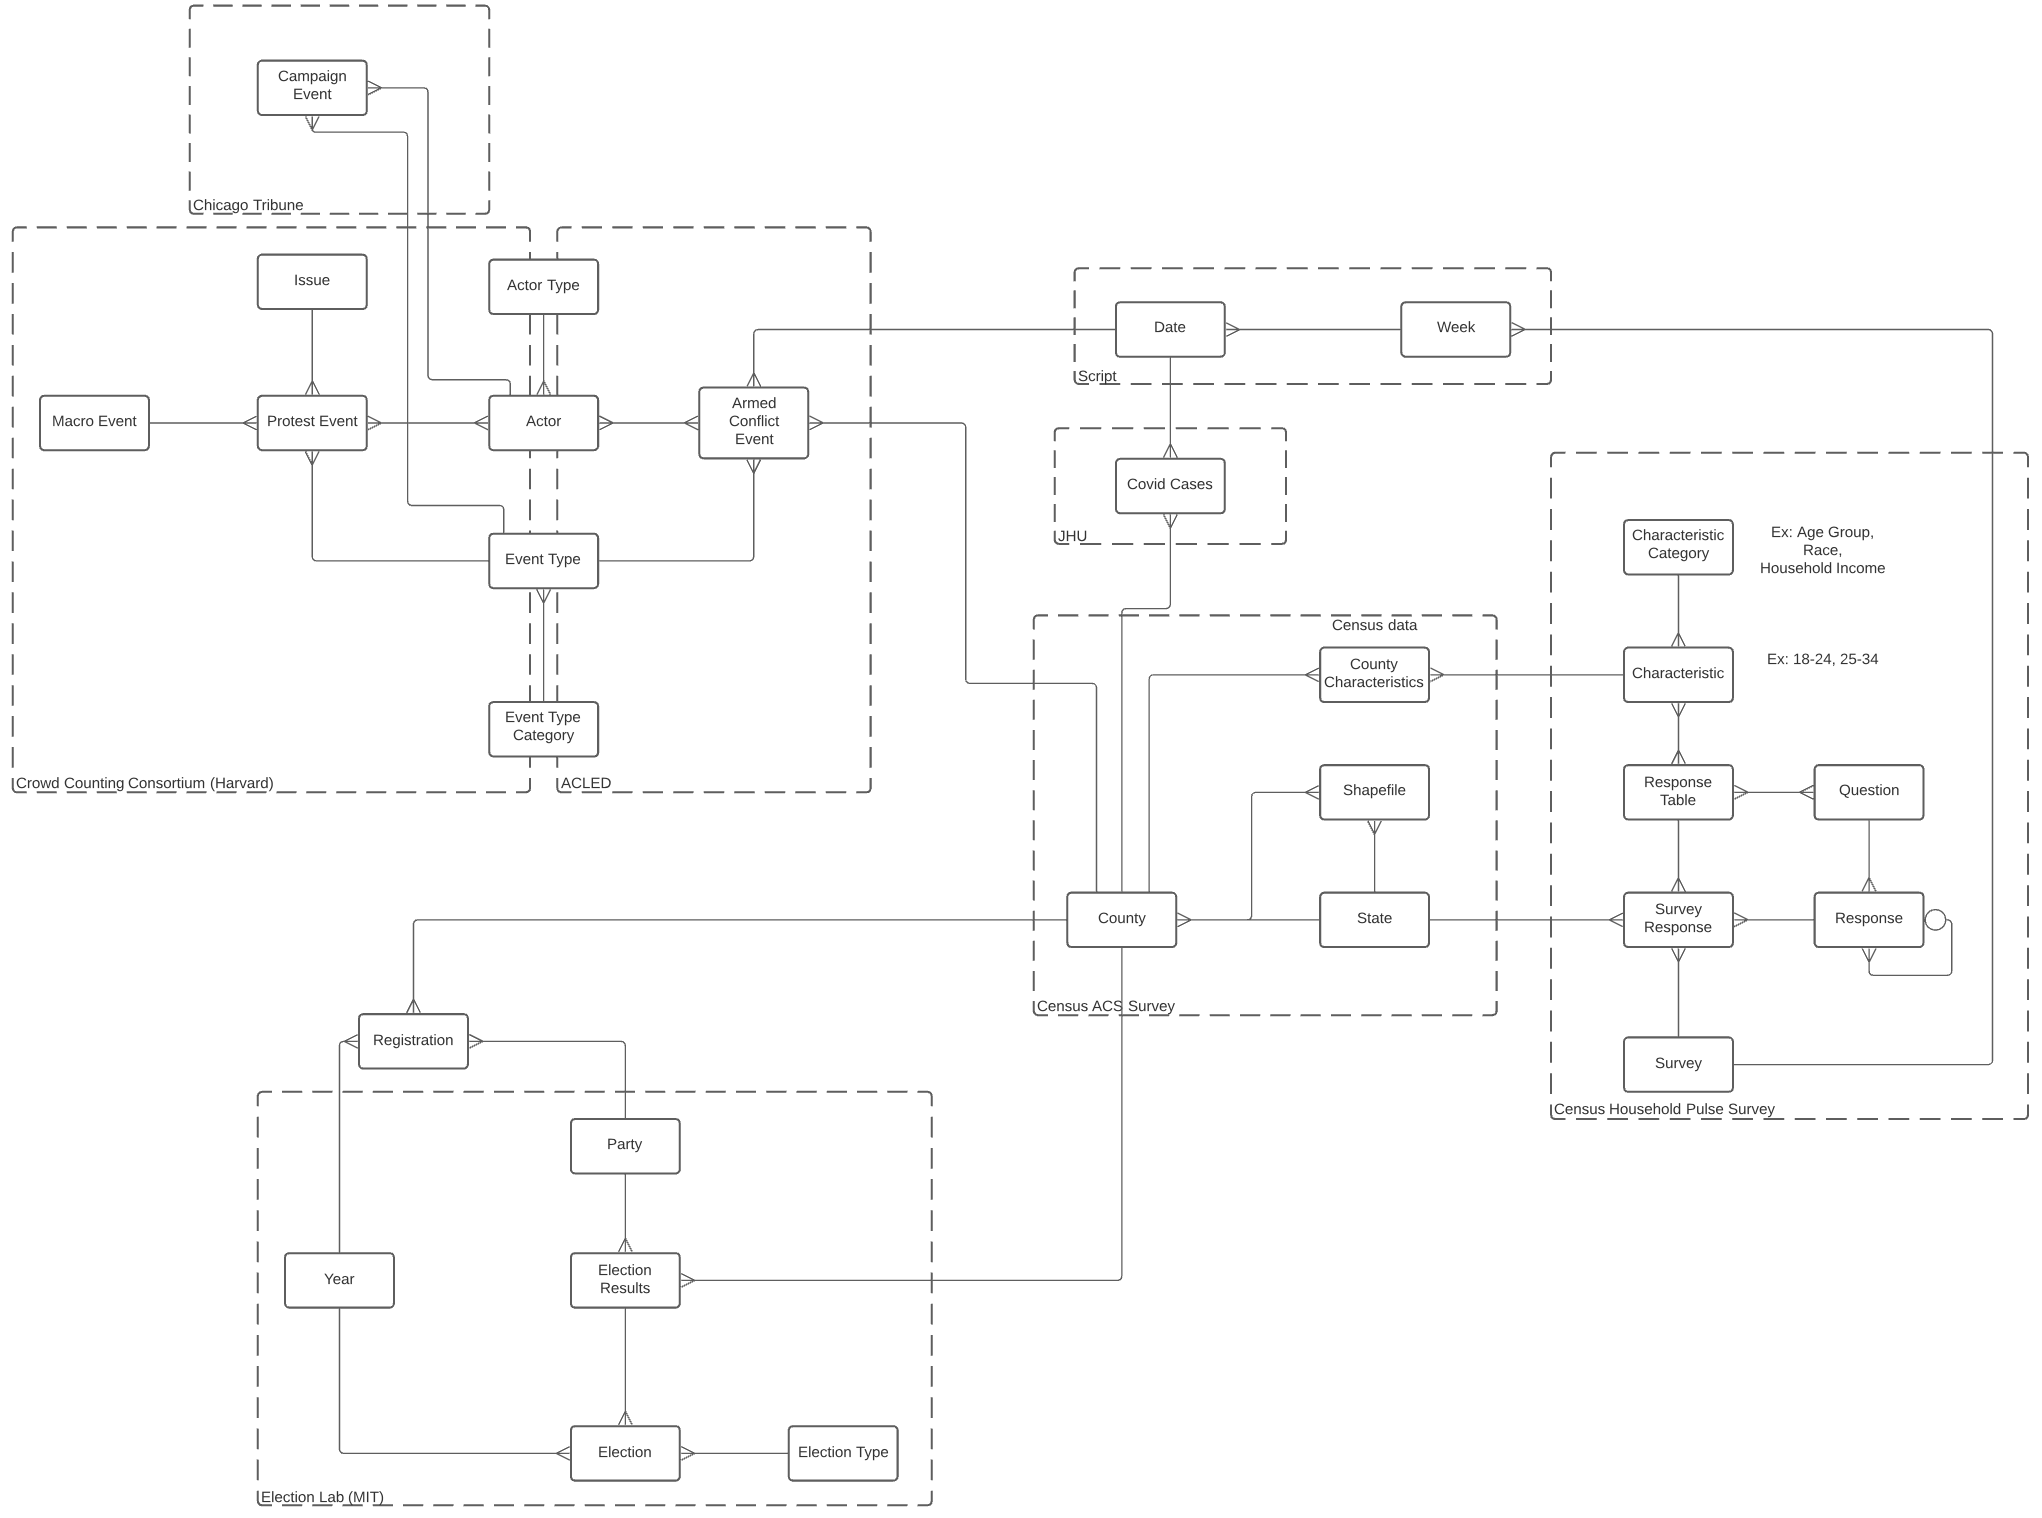 Campaign
Event
Chicago Tribune
Issue
Actor Type
Macro Event
Protest Event
Actor
Armed
Conflict
Event
Event Type
Event Type
Category
Crowd Counting Consortium (Harvard)
ACLED
Date
Week
Script
Covid Cases
JHU
Census data
County
Characteristics
Shapefile
County
State
Census ACS Survey
Characteristic
Category
Ex: Age Group,
Race,
Household Income
Characteristic
Ex: 18-24, 25-34
Response
Table
Question
Survey
Response
Response
Survey
Census Household Pulse Survey
Registration
Party
Year
Election
Results
Election
Election Type
Election Lab (MIT)